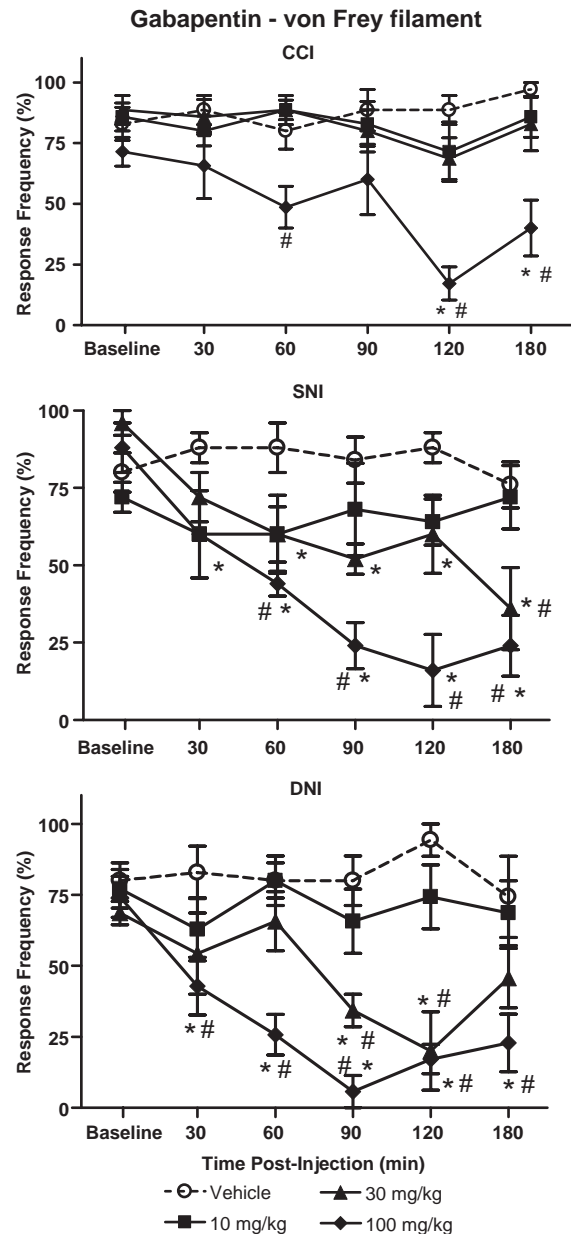 Gabapentin - von Frey filament
CCI
Response Frequency (%)
100
75
50
25
0
#
* #
* #
Baseline 30 60 90 120 180
SNI
Response Frequency (%)
100
75
50
25
0
*
*
# *
*
# *
*
*
#
* #
# *
Baseline 30 60 90 120 180
DNI
Response Frequency (%)
100
75
50
25
0
* #
* #
* #
# *
* #
* #
* #
Baseline 30 60 90 120 180
Time Post-Injection (min)
Vehicle 30 mg/kg
10 mg/kg 100 mg/kg